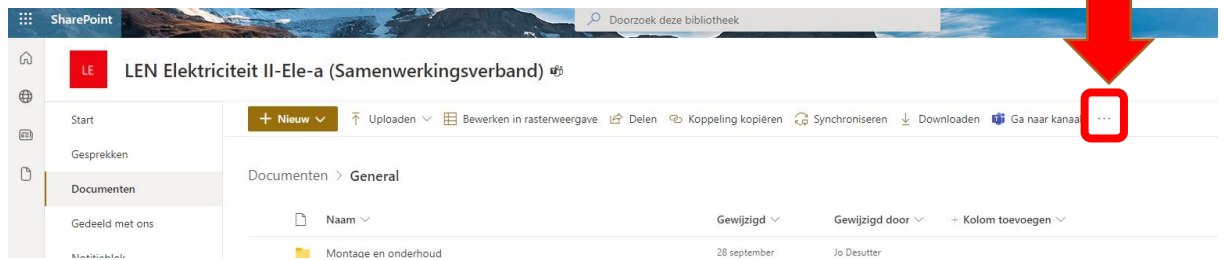 SharePoint
Doorzoek deze bibliotheek
LE
LEN Elektriciteit II-Ele-a (Samenwerkingsverband)
Start
Gesprekken
Documenten
Gedeeld met ons
Notitieblok
+ Nieuw
Uploaden
Bewerken in rasterweergave
Delen
Koppeling kopiëren
Synchroniseren
Downloaden
Ga naar kanaal
...
Documenten > General
Naam
Gewijzigd
Gewijzigd door
+ Kolom toevoegen
Montage en onderhoud
28 september
Jo Desutter